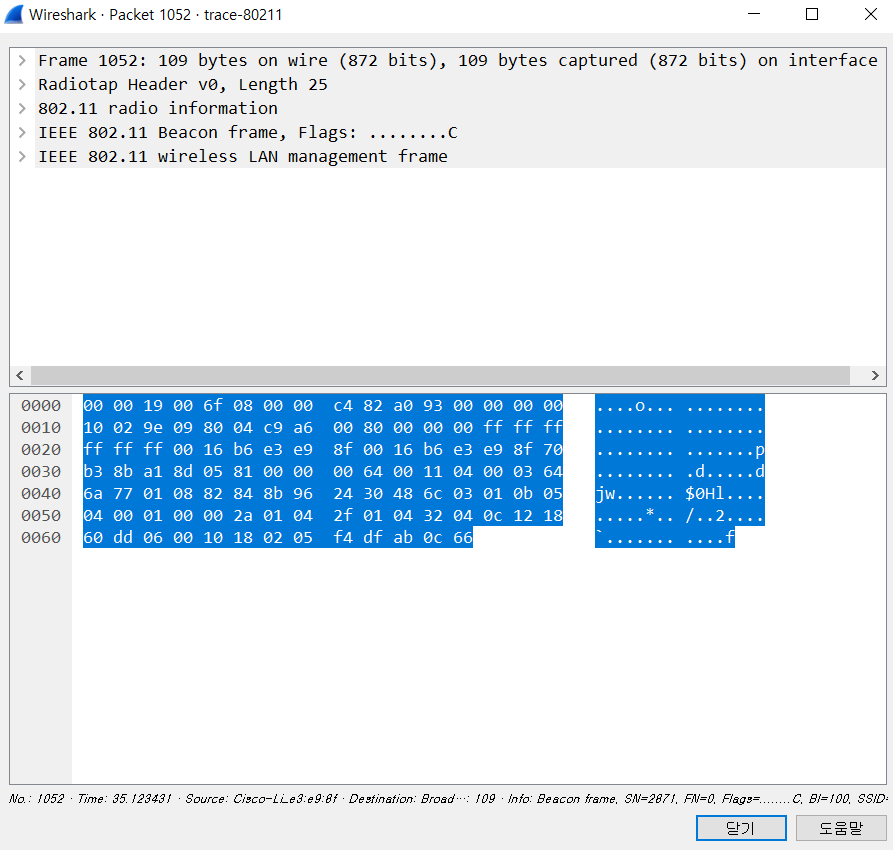 Wireshark · Packet 1052 · trace-80211
Frame 1052: 109 bytes on wire (872 bits), 109 bytes captured (872 bits) on interface
Radiotap Header v0, Length 25
802.11 radio information
IEEE 802.11 Beacon frame, Flags: ........C
IEEE 802.11 wireless LAN management frame
0000 00 00 19 00 6f 08 00 00 c4 82 a0 93 00 00 00 00 ....o... ........
0010 10 02 9e 09 80 04 c9 a6 00 80 00 00 00 ff ff ff ........ ........
0020 ff ff ff 00 16 b6 e3 e9 8f 00 16 b6 e3 e9 8f 70 ........ .......p
0030 b3 8b a1 8d 05 81 00 00 00 64 00 11 04 00 03 64 ........ .d.....d
0040 6a 77 01 08 82 84 8b 96 24 30 48 6c 03 01 0b 05 jw...... $0Hl....
0050 04 00 01 00 00 2a 01 04 2f 01 04 32 04 0c 12 18 .....*.. /..2....
0060 60 dd 06 00 10 18 02 05 f4 df ab 0c 66 `....... ....f
No.: 1052 · Time: 35.123431 · Source: Cisco-Li_e3:e9:8f · Destination: Broad…: 109 · Info: Beacon frame, SN=2871, FN=0, Flags=........C, BI=100, SSID=
닫기 도움말